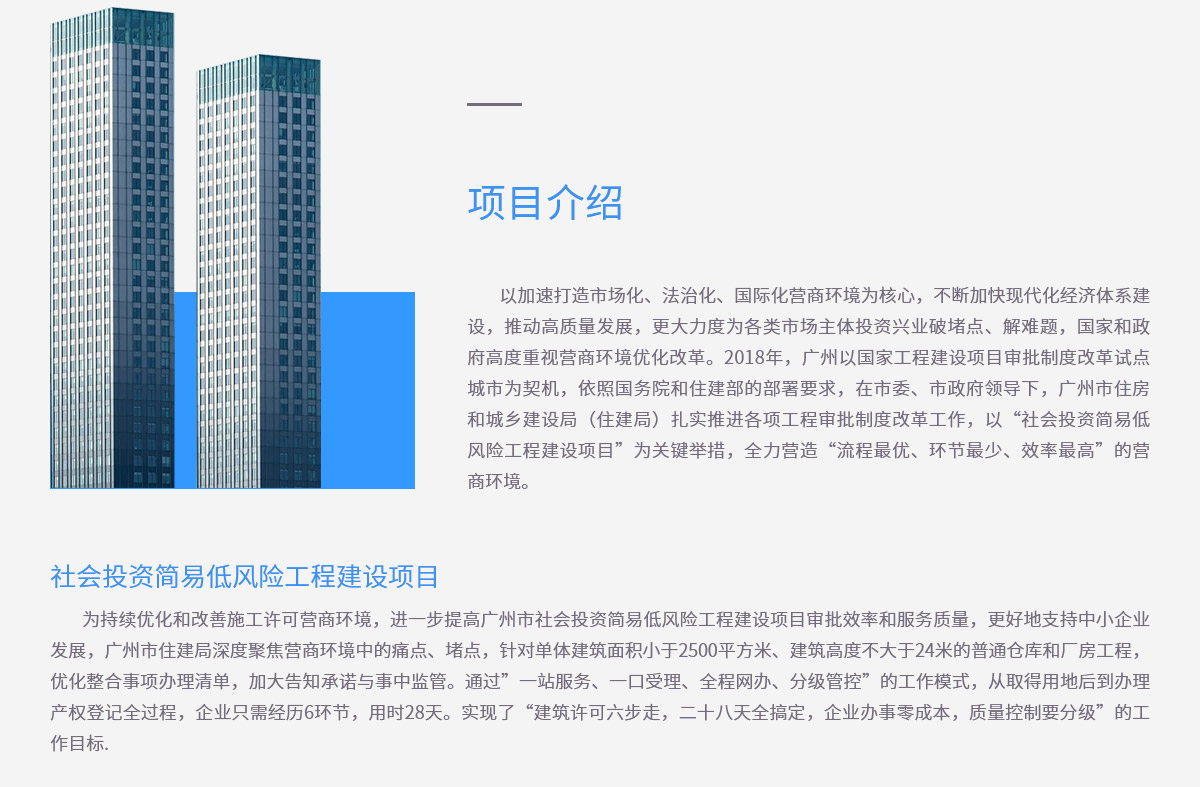 项目介绍
以加速打造市场化、法治化、国际化营商环境为核心，不断加快现代化经济体系建
设，推动高质量发展，更大力度为各类市场主体投资兴业破堵点、解难题，国家和政
府高度重视营商环境优化改革。2018年，广州以国家工程建设项目审批制度改革试点
城市为契机，依照国务院和住建部的部署要求，在市委、市政府领导下，广州市住房
和城乡建设局（住建局）扎实推进各项工程审批制度改革工作，以“社会投资简易低
风险工程建设项目”为关键举措，全力营造“流程最优、环节最少、效率最高”的营
商环境。
社会投资简易低风险工程建设项目
为持续优化和改善施工许可营商环境，进一步提高广州市社会投资简易低风险工程建设项目审批效率和服务质量，更好地支持中小企业
发展，广州市住建局深度聚焦营商环境中的痛点、堵点，针对单体建筑面积小于2500平方米、建筑高度不大于24米的普通仓库和厂房工程，
优化整合事项办理清单，加大告知承诺与事中监管。通过”一站服务、一口受理、全程网办、分级管控”的工作模式，从取得用地后到办理
产权登记全过程，企业只需经历6环节，用时28天。实现了“建筑许可六步走，二十八天全搞定，企业办事零成本，质量控制要分级”的工
作目标.